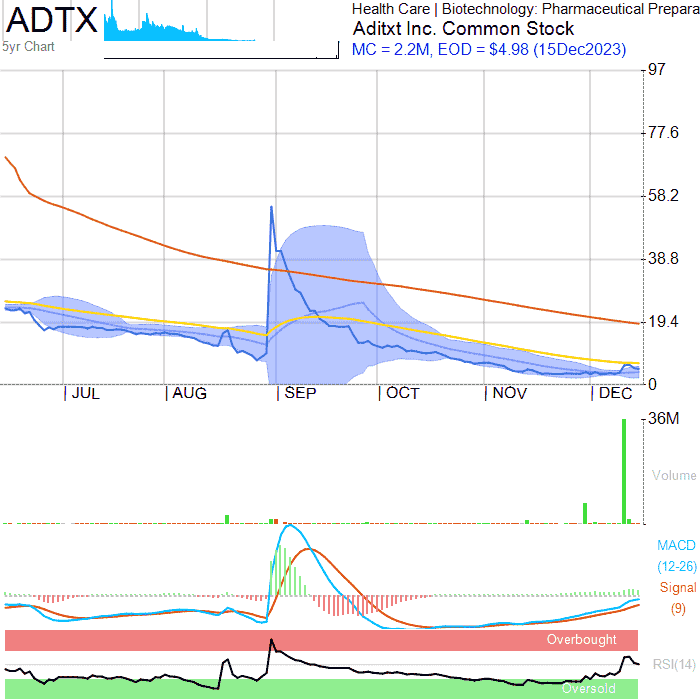 ADTX
5yr Chart
Health Care | Biotechnology: Pharmaceutical Prepara
Aditxt Inc. Common Stock
MC = 2.2M, EOD = $4.98 (15Dec2023)
97
77.6
58.2
38.8
19.4
0
JUL AUG SEP OCT NOV DEC
36M
Volume
MACD
(12-26)
Signal
(9)
Overbought
RSI(14)
Oversold